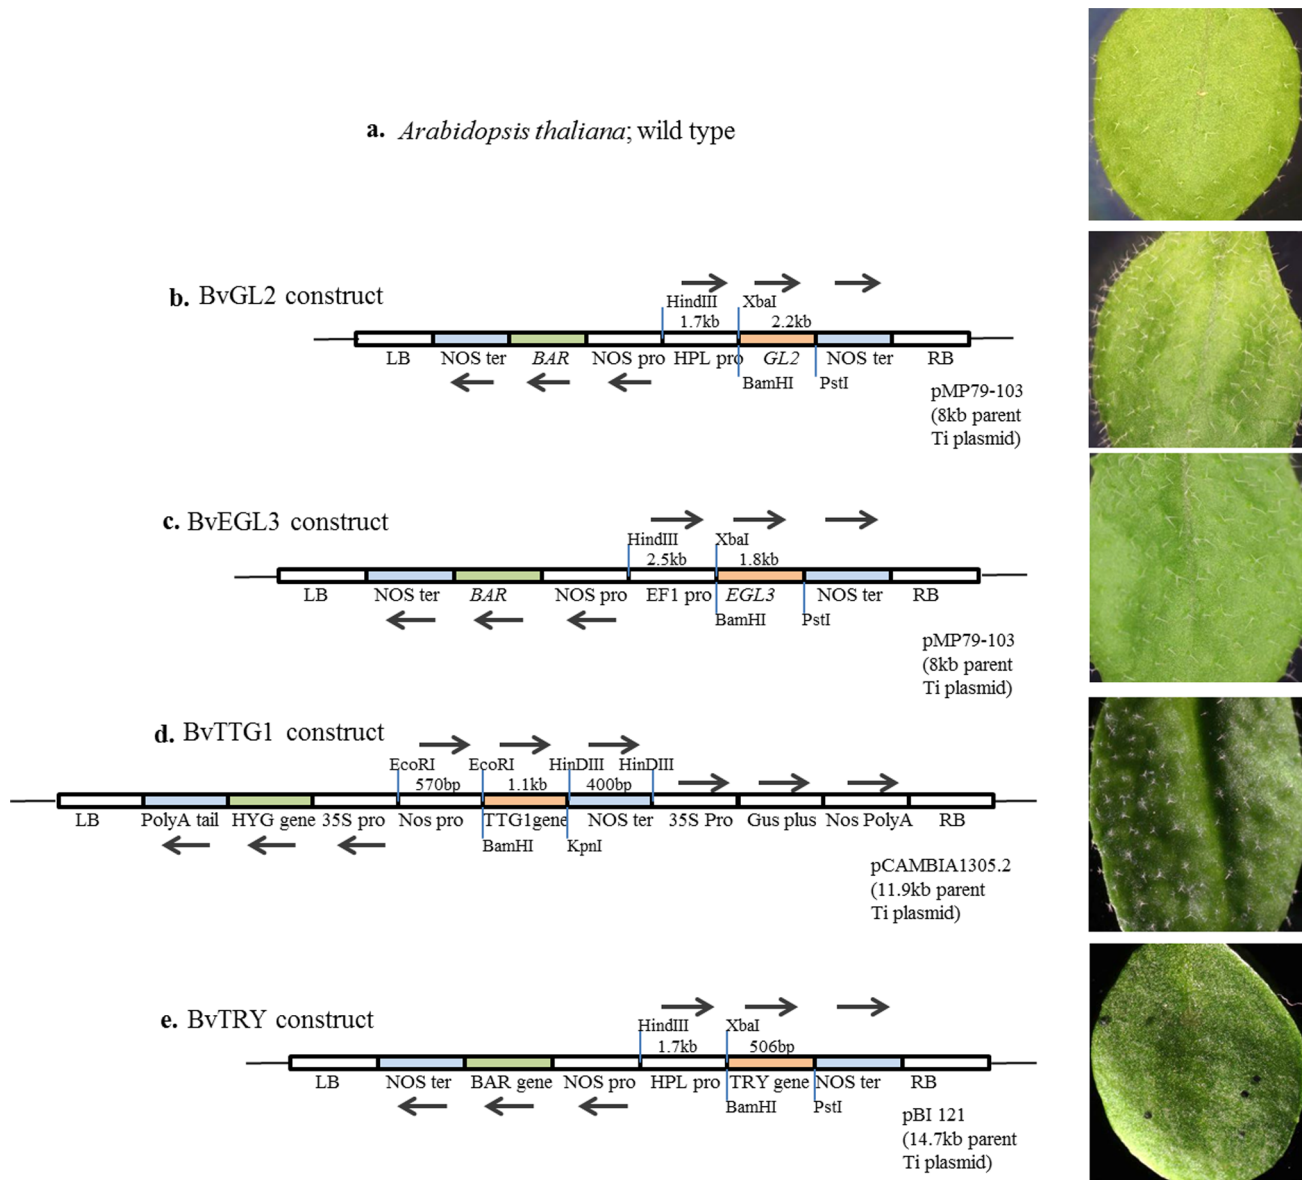 a. Arabidopsis thaliana; wild type
b. BvGL2 construct
HindIII XbaI
1.7kb 2.2kb
LB NOS ter BAR NOS pro HPL pro GL2 NOS ter RB
BamHI PstI
pMP79-103
(8kb parent
Ti plasmid)
c. BvEGL3 construct
HindIII XbaI
2.5kb 1.8kb
LB NOS ter BAR NOS pro EF1 pro EGL3 NOS ter RB
BamHI PstI
pMP79-103
(8kb parent
Ti plasmid)
d. BvTTG1 construct
EcoRI EcoRI HinDIII HinDIII
570bp 1.1kb 400bp
LB PolyA tail HYG gene 35S pro Nos pro TTG1gene NOS ter 35S Pro Gus plus Nos PolyA RB
BamHI KpnI
pCAMBIA1305.2
(11.9kb parent
Ti plasmid)
e. BvTRY construct
HindIII XbaI
1.7kb 506bp
LB NOS ter BAR gene NOS pro HPL pro TRY gene NOS ter RB
BamHI PstI
pBI 121
(14.7kb parent
Ti plasmid)